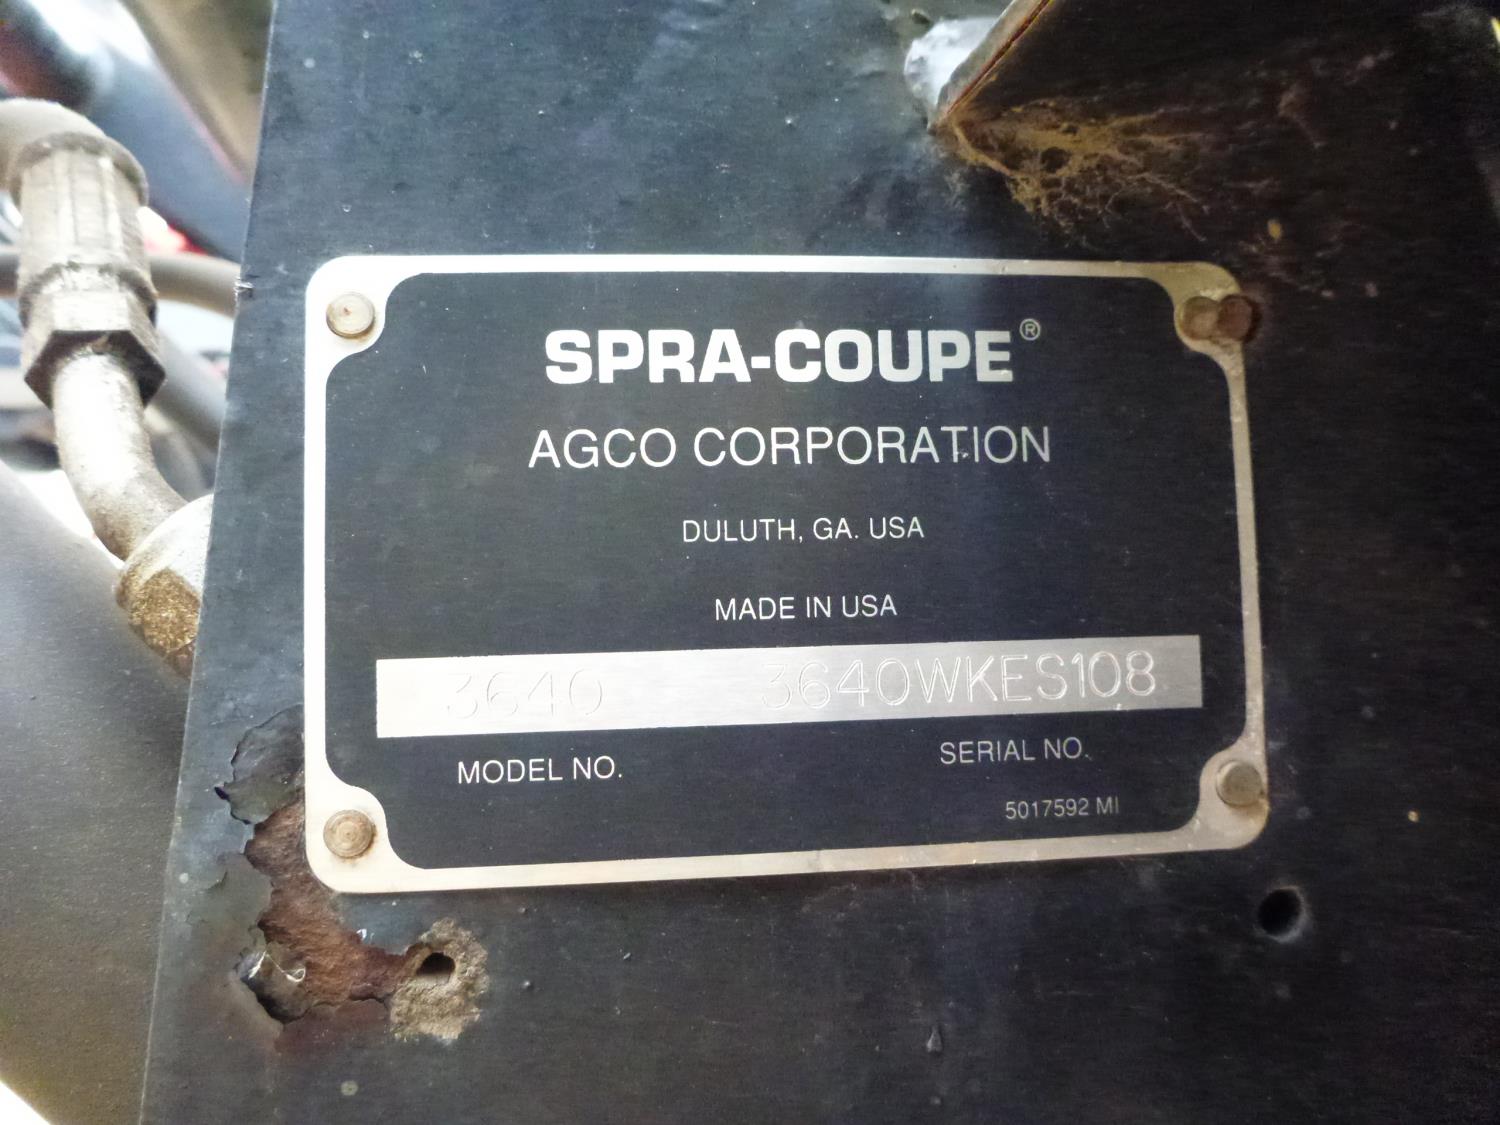 SPRA-COUPE®
AGCO CORPORATION
DULUTH, GA. USA
MADE IN USA
3640 3640WKES108
MODEL NO. SERIAL NO.
5017592 MI